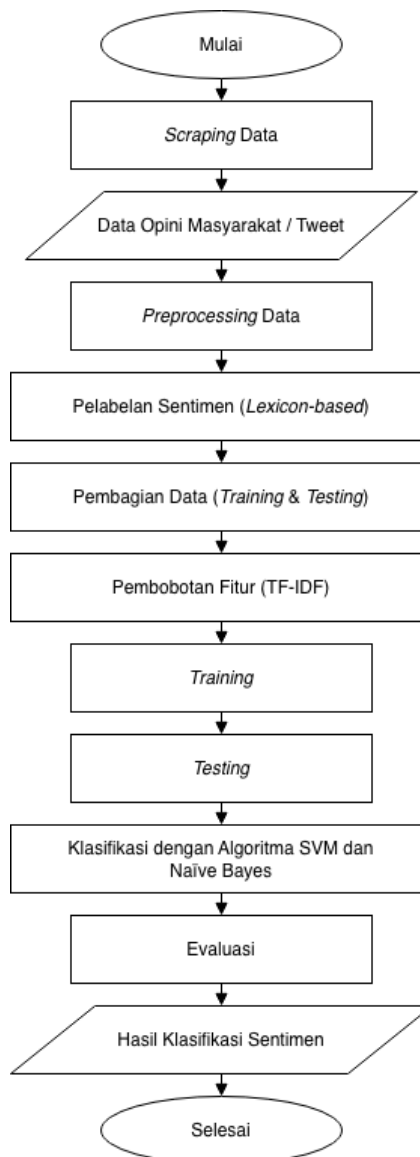 Mulai
Scraping Data
Data Opini Masyarakat / Tweet
Preprocessing Data
Pelabelan Sentimen (Lexicon-based)
Pembagian Data (Training & Testing)
Pembobotan Fitur (TF-IDF)
Training
Testing
Klasifikasi dengan Algoritma SVM dan
Naïve Bayes
Evaluasi
Hasil Klasifikasi Sentimen
Selesai